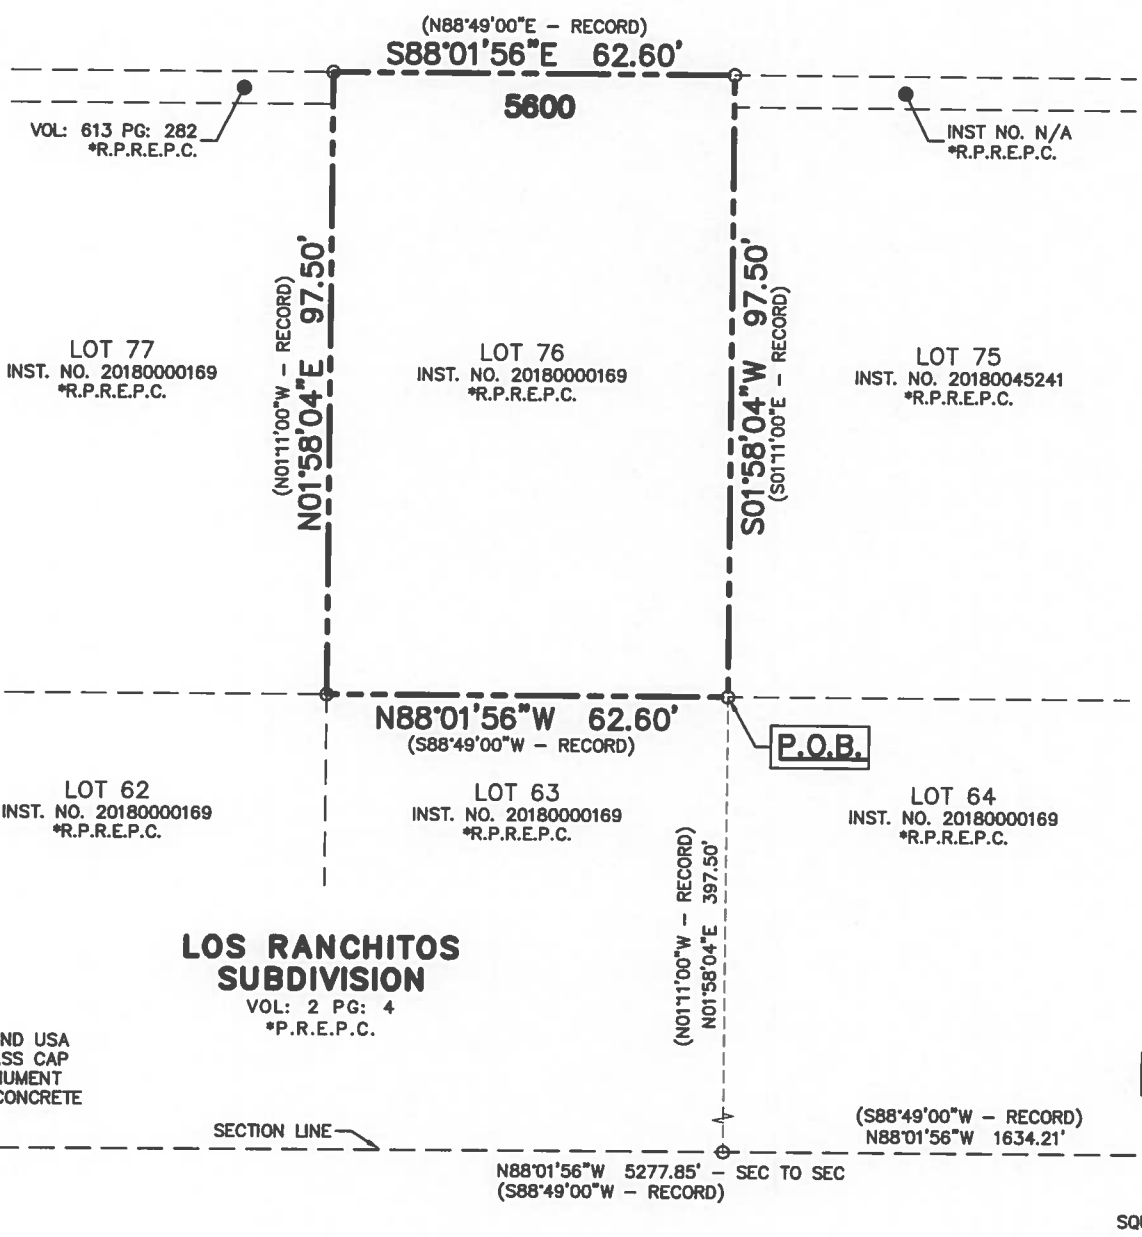 (N88°49'00"E – RECORD)
S88°01'56"E 62.60'
5600
VOL: 613 PG: 282
*R.P.R.E.P.C.
INST NO. N/A
*R.P.R.E.P.C.
(N01°11'00"W – RECORD)
N01°58'04"E 97.50'
S01°58'04"W 97.50'
(S01°11'00"E – RECORD)
LOT 77
INST. NO. 20180000169
*R.P.R.E.P.C.
LOT 76
INST. NO. 20180000169
*R.P.R.E.P.C.
LOT 75
INST. NO. 20180045241
*R.P.R.E.P.C.
N88°01'56"W 62.60'
(S88°49'00"W – RECORD)
P.O.B.
LOT 62
INST. NO. 20180000169
*R.P.R.E.P.C.
LOT 63
INST. NO. 20180000169
*R.P.R.E.P.C.
LOT 64
INST. NO. 20180000169
*R.P.R.E.P.C.
(N01°11'00"W – RECORD)
N01°58'04"E 397.50'
LOS RANCHITOS
SUBDIVISION
VOL: 2 PG: 4
*P.R.E.P.C.
ND USA
SS CAP
UMENT
CONCRETE
SECTION LINE
(S88°49'00"W – RECORD)
N88°01'56"W 1634.21'
N88°01'56"W 5277.85' – SEC TO SEC
(S88°49'00"W – RECORD)